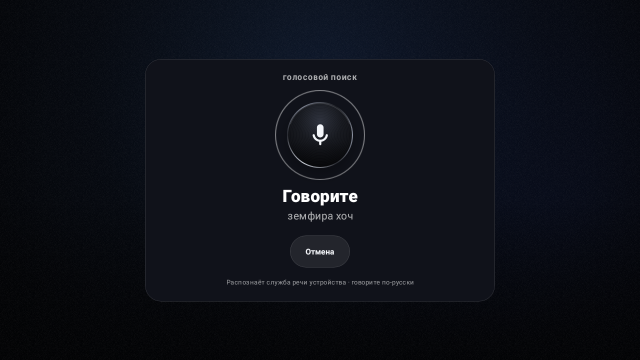 ГОЛОСОВОЙ ПОИСК
Говорите
земфира хоч
Отмена
Распознаёт служба речи устройства · говорите по-русски